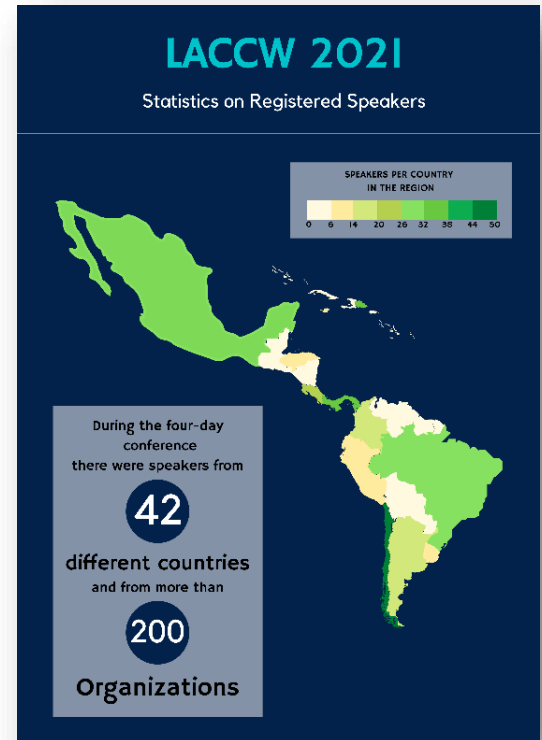 LACCW 2021
Statistics on Registered Speakers
SPEAKERS PER COUNTRY
IN THE REGION
0 6 14 20 26 32 38 44 50
During the four-day
conference
there were speakers from
42
different countries
and from more than
200
Organizations